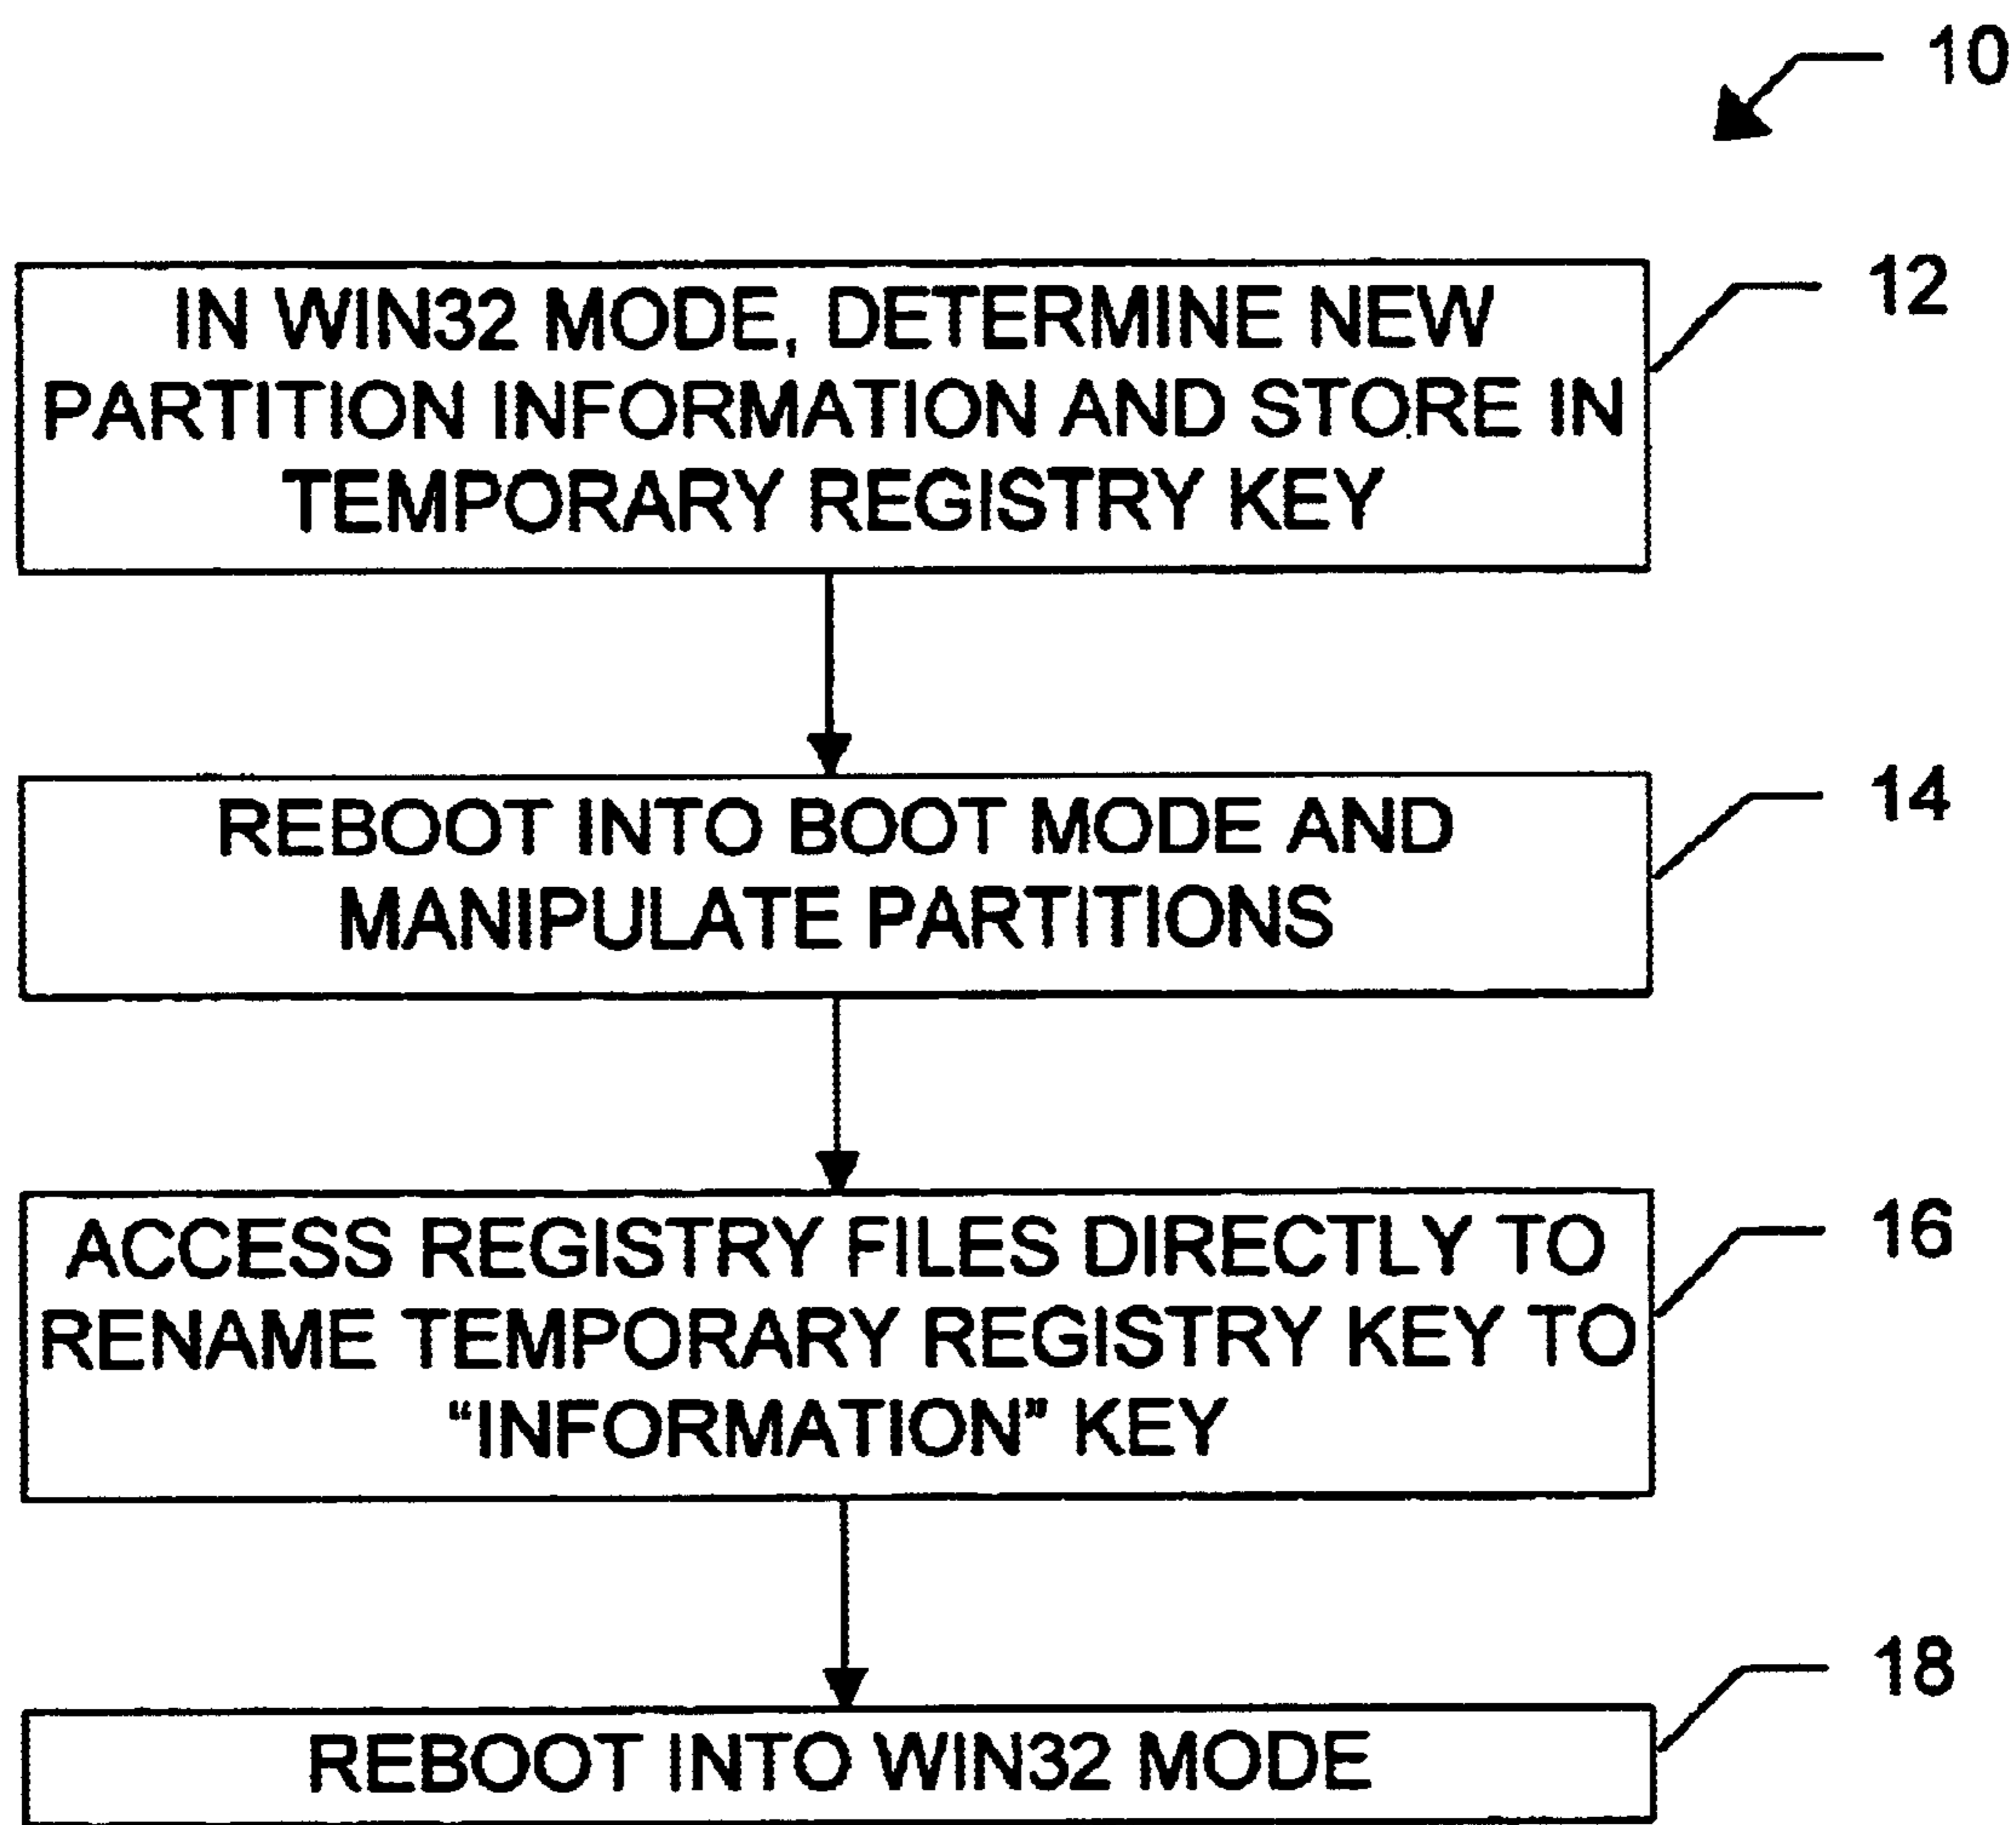 10
12
IN WIN32 MODE, DETERMINE NEW
PARTITION INFORMATION AND STORE IN
TEMPORARY REGISTRY KEY
14
REBOOT INTO BOOT MODE AND
MANIPULATE PARTITIONS
16
ACCESS REGISTRY FILES DIRECTLY TO
RENAME TEMPORARY REGISTRY KEY TO
“INFORMATION” KEY
18
REBOOT INTO WIN32 MODE